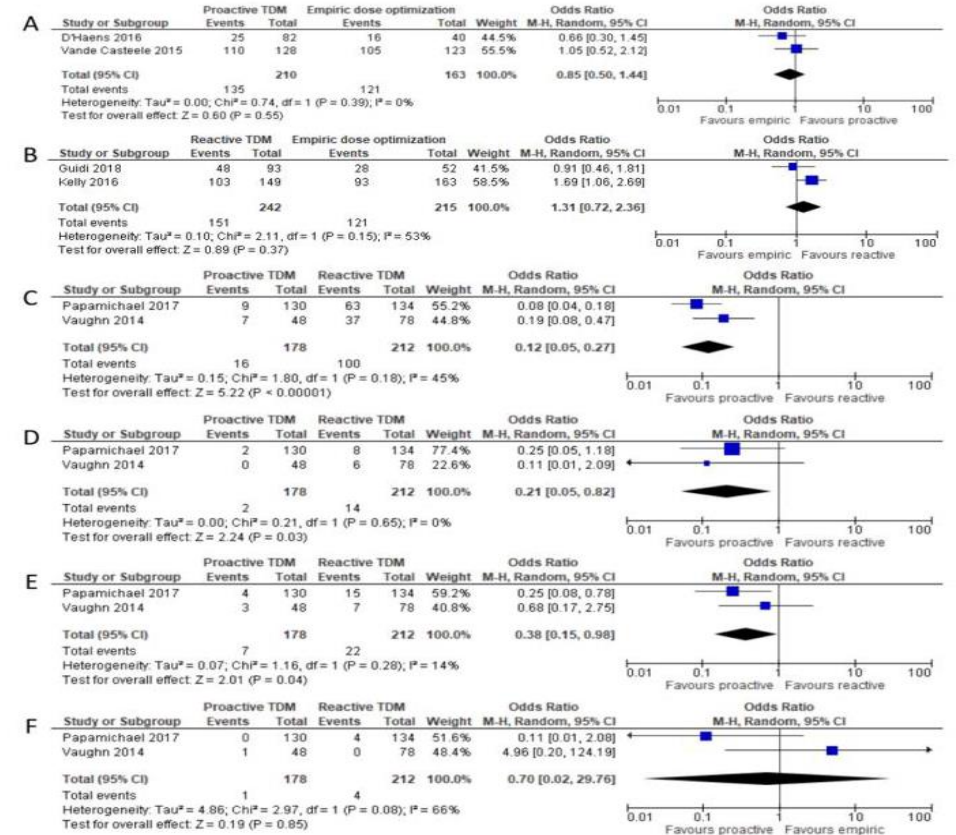 A
Proactive TDM Empiric dose optimization Odds Ratio Odds Ratio
Study or Subgroup Events Total Events Total Weight M-H, Random, 95% CI M-H, Random, 95% CI
D'Haens 2016 25 82 16 40 44.5% 0.66 [0.30, 1.45]
Vande Casteele 2015 110 128 105 123 55.5% 1.05 [0.52, 2.12]
Total (95% CI) 210 163 100.0% 0.85 [0.50, 1.44]
Total events 135 121
Heterogeneity: Tau² = 0.00; Chi² = 0.74, df = 1 (P = 0.39); I² = 0%
Test for overall effect: Z = 0.60 (P = 0.55)
0.01 0.1 1 10 100
Favours empiric Favours proactive
B
Reactive TDM Empiric dose optimization Odds Ratio Odds Ratio
Study or Subgroup Events Total Events Total Weight M-H, Random, 95% CI M-H, Random, 95% CI
Guidi 2018 48 93 28 52 41.5% 0.91 [0.46, 1.81]
Kelly 2016 103 149 93 163 58.5% 1.69 [1.06, 2.69]
Total (95% CI) 242 215 100.0% 1.31 [0.72, 2.36]
Total events 151 121
Heterogeneity: Tau² = 0.10; Chi² = 2.11, df = 1 (P = 0.15); I² = 53%
Test for overall effect: Z = 0.89 (P = 0.37)
0.01 0.1 1 10 100
Favours empiric Favours reactive
C
Proactive TDM Reactive TDM Odds Ratio Odds Ratio
Study or Subgroup Events Total Events Total Weight M-H, Random, 95% CI M-H, Random, 95% CI
Papamichael 2017 9 130 63 134 55.2% 0.08 [0.04, 0.18]
Vaughn 2014 7 48 37 78 44.8% 0.19 [0.08, 0.47]
Total (95% CI) 178 212 100.0% 0.12 [0.05, 0.27]
Total events 16 100
Heterogeneity: Tau² = 0.15; Chi² = 1.80, df = 1 (P = 0.18); I² = 45%
Test for overall effect: Z = 5.22 (P < 0.00001)
0.01 0.1 1 10 100
Favours proactive Favours reactive
D
Proactive TDM Reactive TDM Odds Ratio Odds Ratio
Study or Subgroup Events Total Events Total Weight M-H, Random, 95% CI M-H, Random, 95% CI
Papamichael 2017 2 130 8 134 77.4% 0.25 [0.05, 1.18]
Vaughn 2014 0 48 6 78 22.6% 0.11 [0.01, 2.09]
Total (95% CI) 178 212 100.0% 0.21 [0.05, 0.82]
Total events 2 14
Heterogeneity: Tau² = 0.00; Chi² = 0.21, df = 1 (P = 0.65); I² = 0%
Test for overall effect: Z = 2.24 (P = 0.03)
0.01 0.1 1 10 100
Favours proactive Favours reactive
E
Proactive TDM Reactive TDM Odds Ratio Odds Ratio
Study or Subgroup Events Total Events Total Weight M-H, Random, 95% CI M-H, Random, 95% CI
Papamichael 2017 4 130 15 134 59.2% 0.25 [0.08, 0.78]
Vaughn 2014 3 48 7 78 40.8% 0.68 [0.17, 2.75]
Total (95% CI) 178 212 100.0% 0.38 [0.15, 0.98]
Total events 7 22
Heterogeneity: Tau² = 0.07; Chi² = 1.16, df = 1 (P = 0.28); I² = 14%
Test for overall effect: Z = 2.01 (P = 0.04)
0.01 0.1 1 10 100
Favours proactive Favours reactive
F
Proactive TDM Reactive TDM Odds Ratio Odds Ratio
Study or Subgroup Events Total Events Total Weight M-H, Random, 95% CI M-H, Random, 95% CI
Papamichael 2017 0 130 4 134 51.6% 0.11 [0.01, 2.08]
Vaughn 2014 1 48 0 78 48.4% 4.96 [0.20, 124.19]
Total (95% CI) 178 212 100.0% 0.70 [0.02, 29.76]
Total events 1 4
Heterogeneity: Tau² = 4.86; Chi² = 2.97, df = 1 (P = 0.08); I² = 66%
Test for overall effect: Z = 0.19 (P = 0.85)
0.01 0.1 1 10 100
Favours proactive Favours empiric